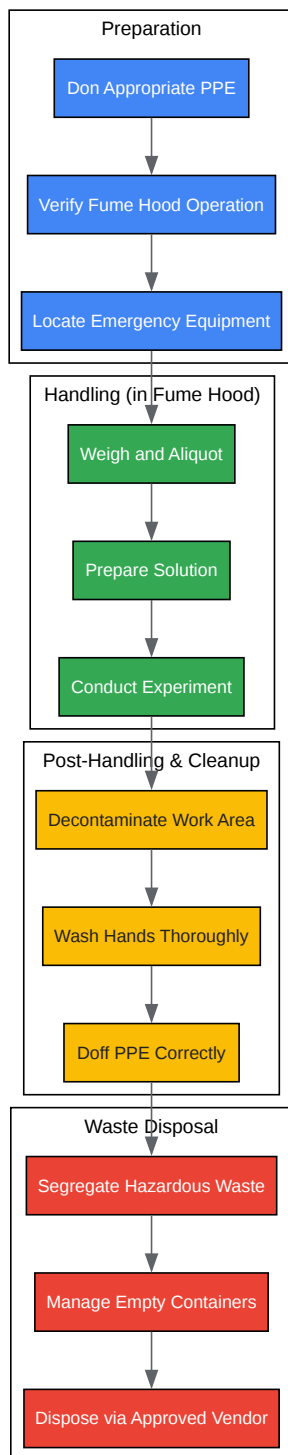 Preparation
Don Appropriate PPE
Verify Fume Hood Operation
Locate Emergency Equipment
Handling (in Fume Hood)
Weigh and Aliquot
Prepare Solution
Conduct Experiment
Post-Handling & Cleanup
Decontaminate Work Area
Wash Hands Thoroughly
Doff PPE Correctly
Waste Disposal
Segregate Hazardous Waste
Manage Empty Containers
Dispose via Approved Vendor